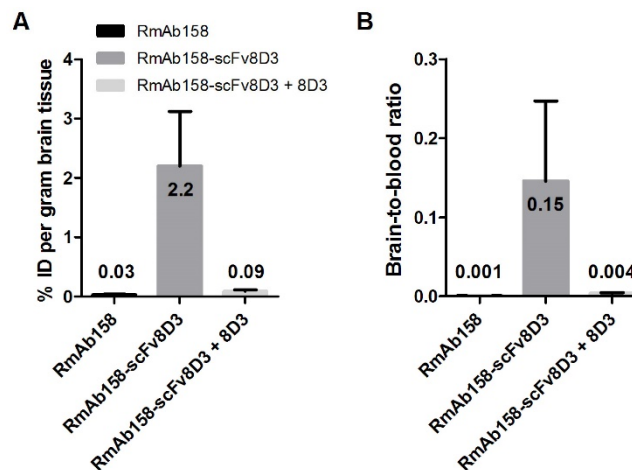 A
B
RmAb158
RmAb158-scFv8D3
RmAb158-scFv8D3 + 8D3
% ID per gram brain tissue
4
3
2
1
0
0.03
2.2
0.09
RmAb158
RmAb158-scFv8D3
RmAb158-scFv8D3 + 8D3
Brain-to-blood ratio
0.3
0.2
0.1
0.0
0.001
0.15
0.004
RmAb158
RmAb158-scFv8D3
RmAb158-scFv8D3 + 8D3